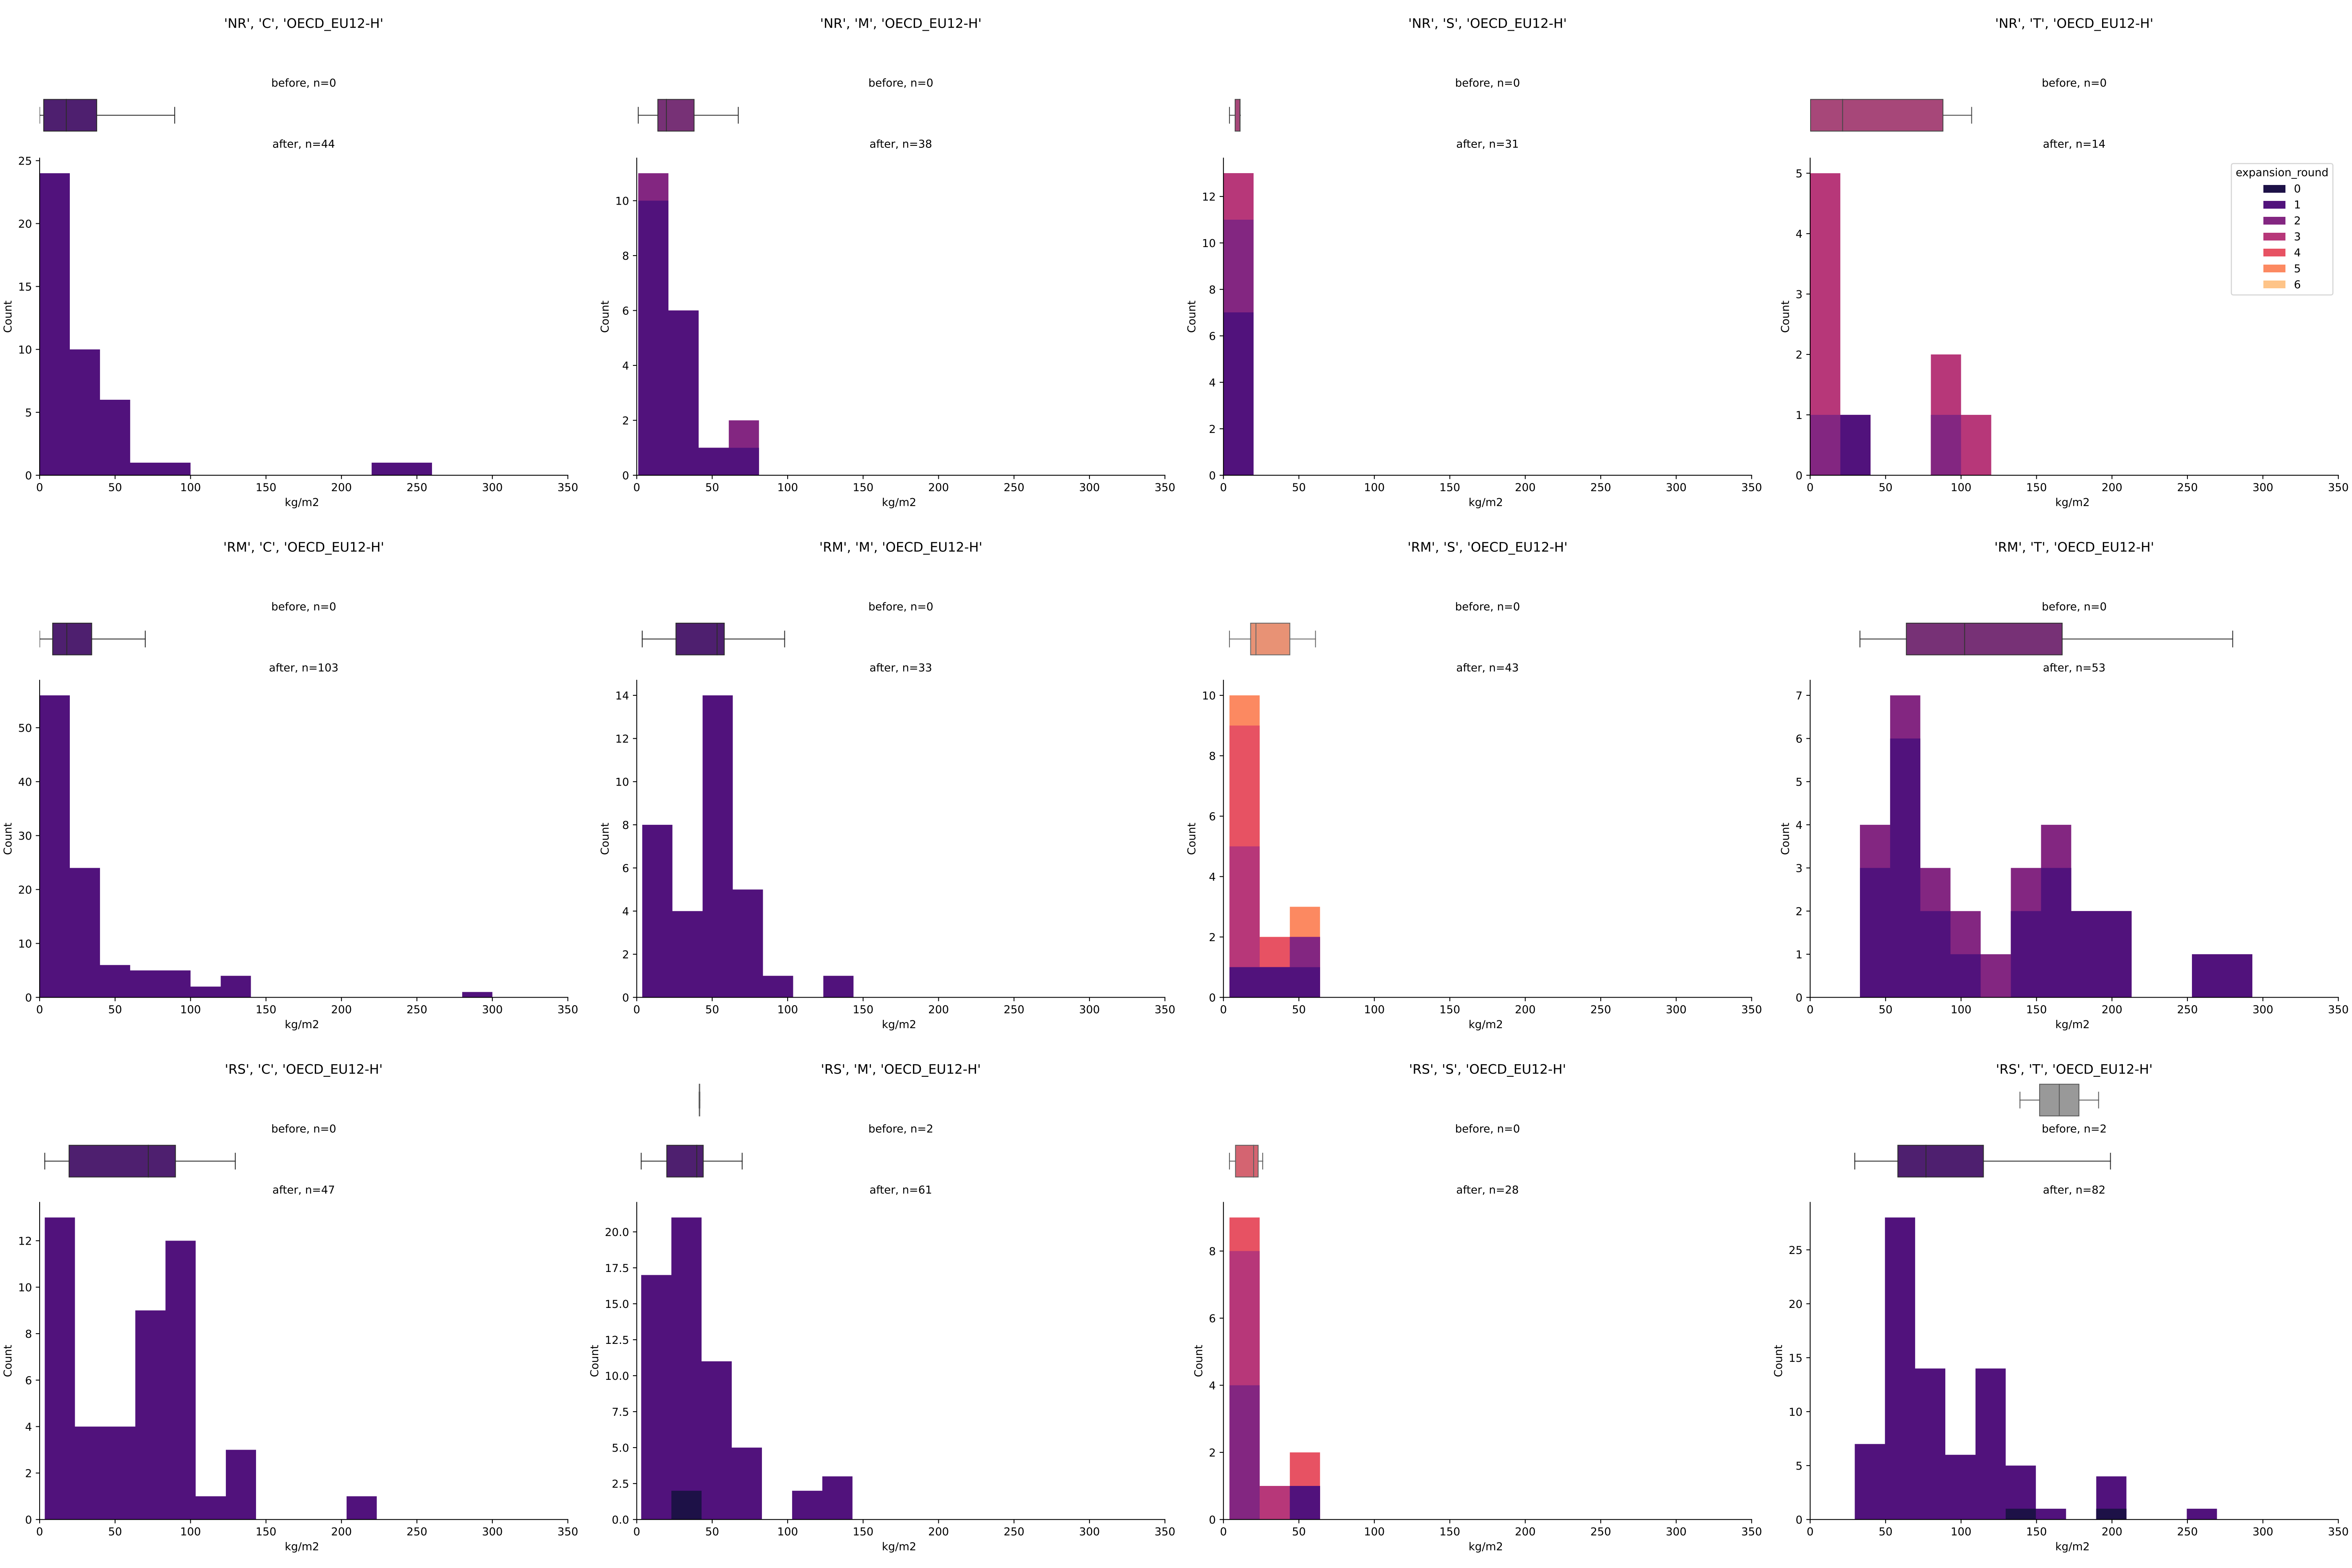 'NR', 'C', 'OECD_EU12-H'
before, n=0
after, n=44
25
20
15
10
5
0
Count
0 50 100 150 200 250 300 350
kg/m2
'NR', 'M', 'OECD_EU12-H'
before, n=0
after, n=38
10
8
6
4
2
0
Count
0 50 100 150 200 250 300 350
kg/m2
'NR', 'S', 'OECD_EU12-H'
before, n=0
after, n=31
12
10
8
6
4
2
0
Count
0 50 100 150 200 250 300 350
kg/m2
'NR', 'T', 'OECD_EU12-H'
before, n=0
after, n=14
5
4
3
2
1
0
Count
0 50 100 150 200 250 300 350
kg/m2
expansion_round
0
1
2
3
4
5
6
'RM', 'C', 'OECD_EU12-H'
before, n=0
after, n=103
50
40
30
20
10
0
Count
0 50 100 150 200 250 300 350
kg/m2
'RM', 'M', 'OECD_EU12-H'
before, n=0
after, n=33
14
12
10
8
6
4
2
0
Count
0 50 100 150 200 250 300 350
kg/m2
'RM', 'S', 'OECD_EU12-H'
before, n=0
after, n=43
10
8
6
4
2
0
Count
0 50 100 150 200 250 300 350
kg/m2
'RM', 'T', 'OECD_EU12-H'
before, n=0
after, n=53
7
6
5
4
3
2
1
0
Count
0 50 100 150 200 250 300 350
kg/m2
'RS', 'C', 'OECD_EU12-H'
before, n=0
after, n=47
12
10
8
6
4
2
0
Count
0 50 100 150 200 250 300 350
kg/m2
'RS', 'M', 'OECD_EU12-H'
before, n=2
after, n=61
20.0
17.5
15.0
12.5
10.0
7.5
5.0
2.5
0.0
Count
0 50 100 150 200 250 300 350
kg/m2
'RS', 'S', 'OECD_EU12-H'
before, n=0
after, n=28
8
6
4
2
0
Count
0 50 100 150 200 250 300 350
kg/m2
'RS', 'T', 'OECD_EU12-H'
before, n=2
after, n=82
25
20
15
10
5
0
Count
0 50 100 150 200 250 300 350
kg/m2